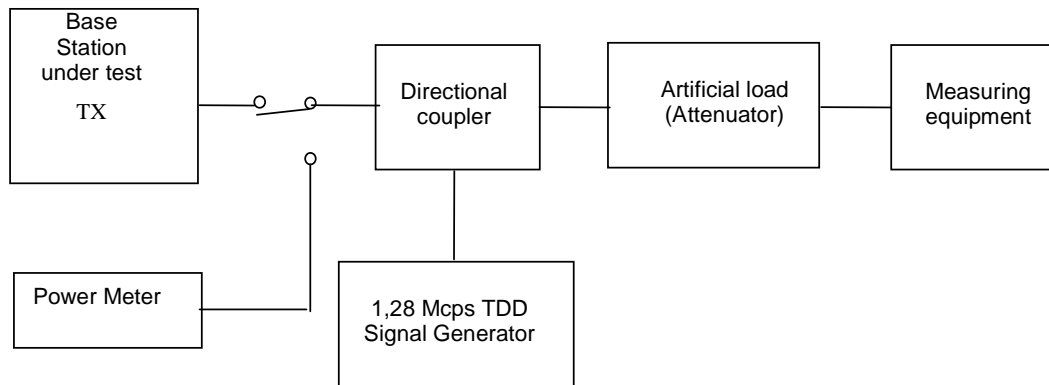 Base
Station
under test
TX
Directional
coupler
Artificial load
(Attenuator)
Measuring
equipment
Power Meter
1,28 Mcps TDD
Signal Generator